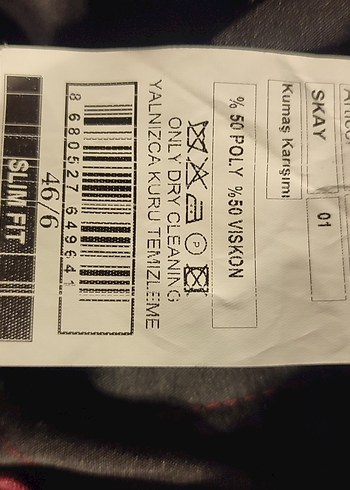 SKAY 01
Kumaş Karışımı
% 50 POLY %50 VISKON
P
ONLY DRY CLEANING
YALNIZCA KURU TEMIZLEME
8 680527 649641
46/6
SLIM FIT